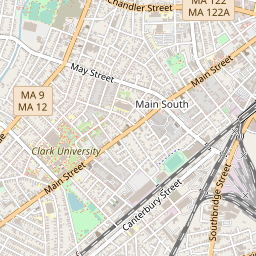 Chandler Street
MA 122
MA 122A
May Street
Main Street
MA 9
MA 12
Main South
Clark University
Main Street
Canterbury Street
Southbridge Street